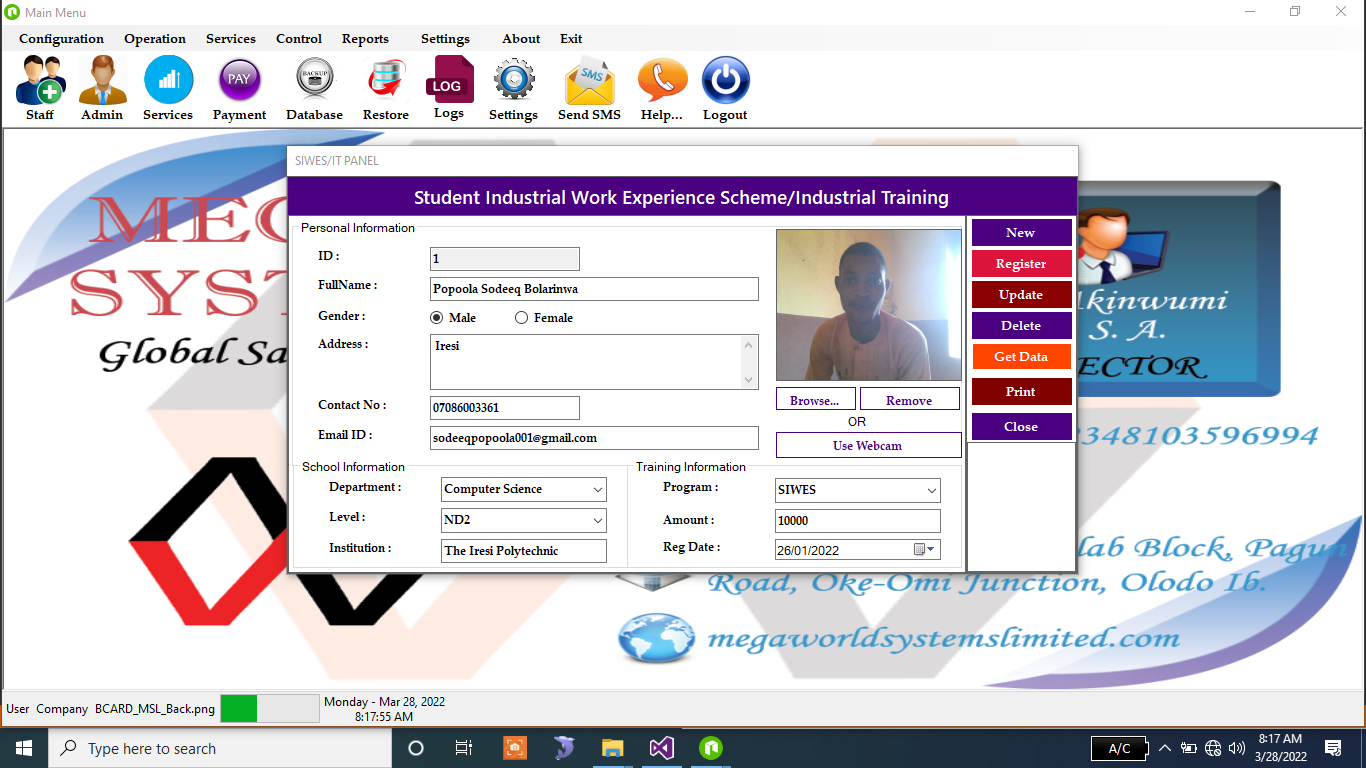 Main Menu
Configuration Operation Services Control Reports Settings About Exit
PAY BACKUP LOG SMS
Staff Admin Services Payment Database Restore Logs Settings Send SMS Help... Logout
SIWES/IT PANEL
Student Industrial Work Experience Scheme/Industrial Training
Personal Information
ID : 1
FullName : Popoola Sodeeq Bolarinwa
Gender : Male Female
Address : Iresi
Contact No : 07086003361
Email ID : sodeeqpopoola001@gmail.com
Browse... Remove
OR
Use Webcam
School Information
Department : Computer Science
Level : ND2
Institution : The Iresi Polytechnic
Training Information
Program : SIWES
Amount : 10000
Reg Date : 26/01/2022
New
Register
Update
Delete
Get Data
Print
Close
MEG
SYST
Global Sa
kinwumi
S. A.
ECTOR
348103596994
lab Block, Pagun
Road, Oke-Omi Junction, Olodo Ib.
megaworldsystemslimited.com
User Company BCARD_MSL_Back.png
Monday - Mar 28, 2022
8:17:55 AM
Type here to search
A/C
8:17 AM
3/28/2022